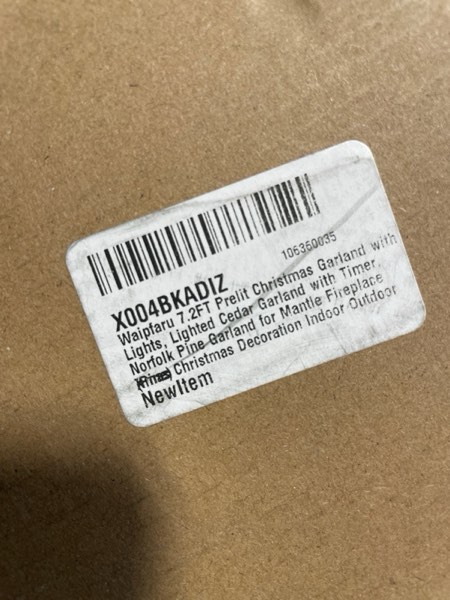 106360035
X004BKADIZ
Waipfaru 7.2FT Prelit Christmas Garland with
Lights, Lighted Cedar Garland with Timer,
Norfolk Pine Garland for Mantle Fireplace
Christmas Decoration Indoor Outdoor
NewItem